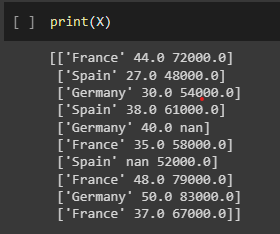 [ ] print(X)
[['France' 44.0 72000.0]
['Spain' 27.0 48000.0]
['Germany' 30.0 54000.0]
['Spain' 38.0 61000.0]
['Germany' 40.0 nan]
['France' 35.0 58000.0]
['Spain' nan 52000.0]
['France' 48.0 79000.0]
['Germany' 50.0 83000.0]
['France' 37.0 67000.0]]